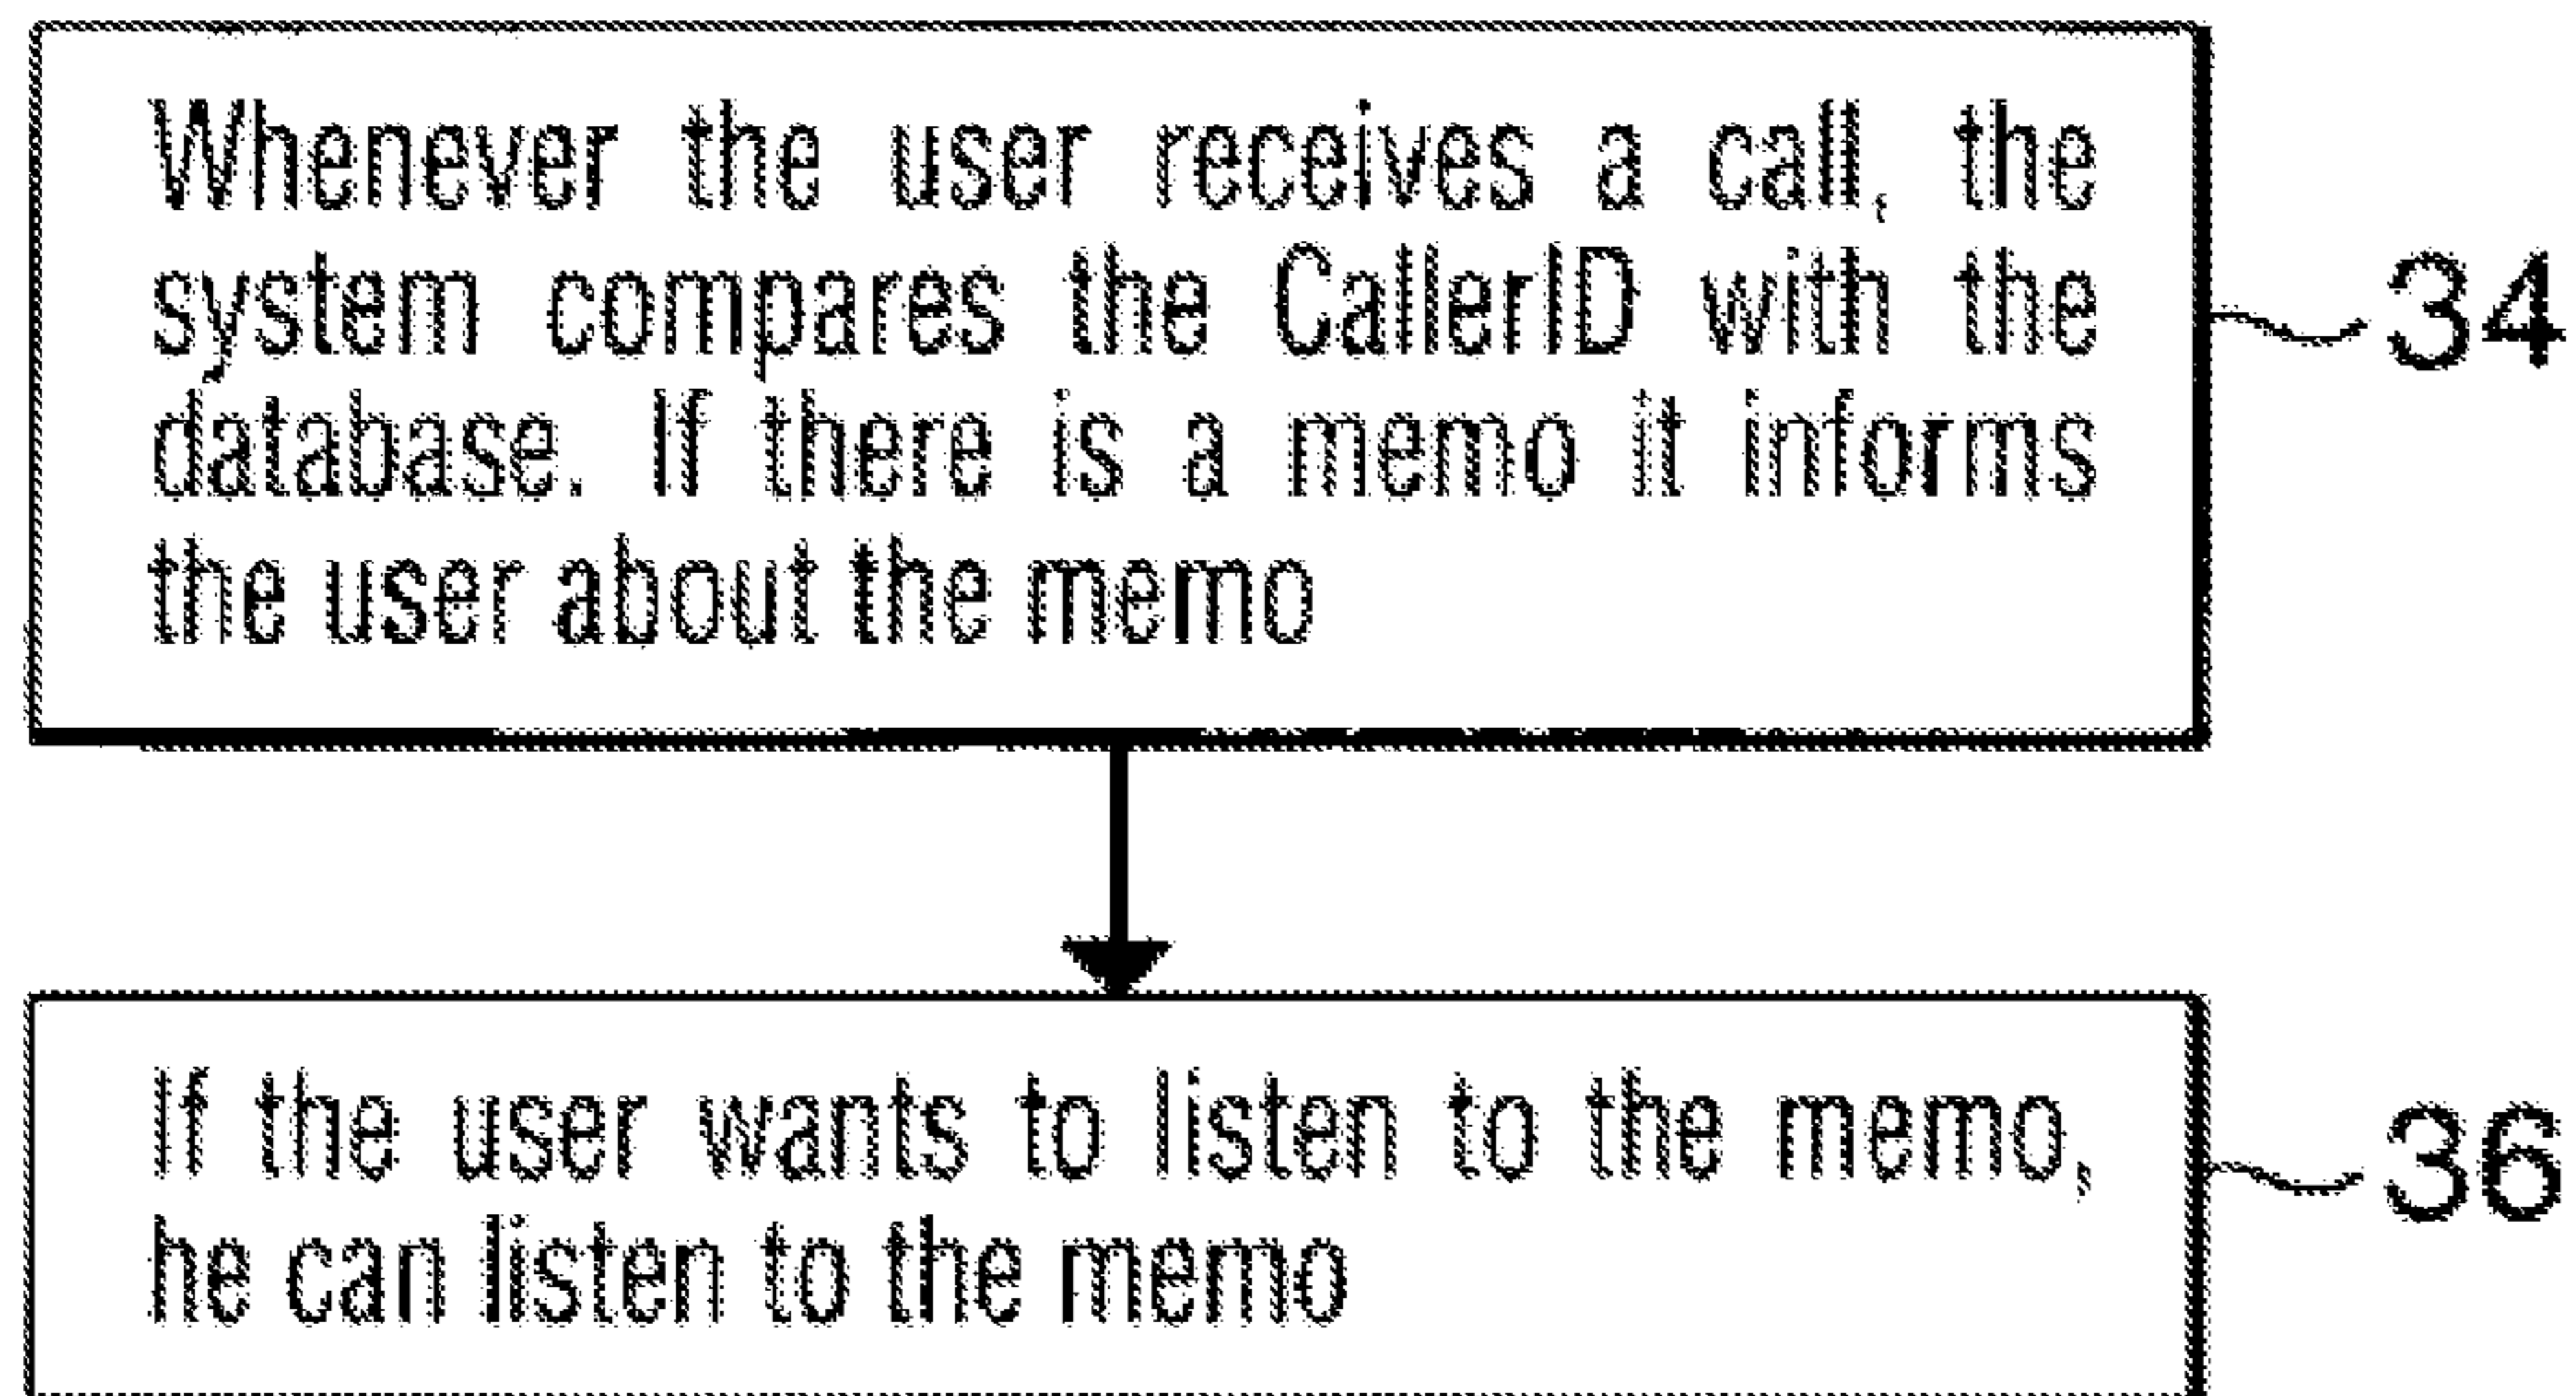 Whenever the user receives a call, the
system compares the CallerID with the
database. If there is a memo it informs
the user about the memo
34
If the user wants to listen to the memo,
he can listen to the memo
36